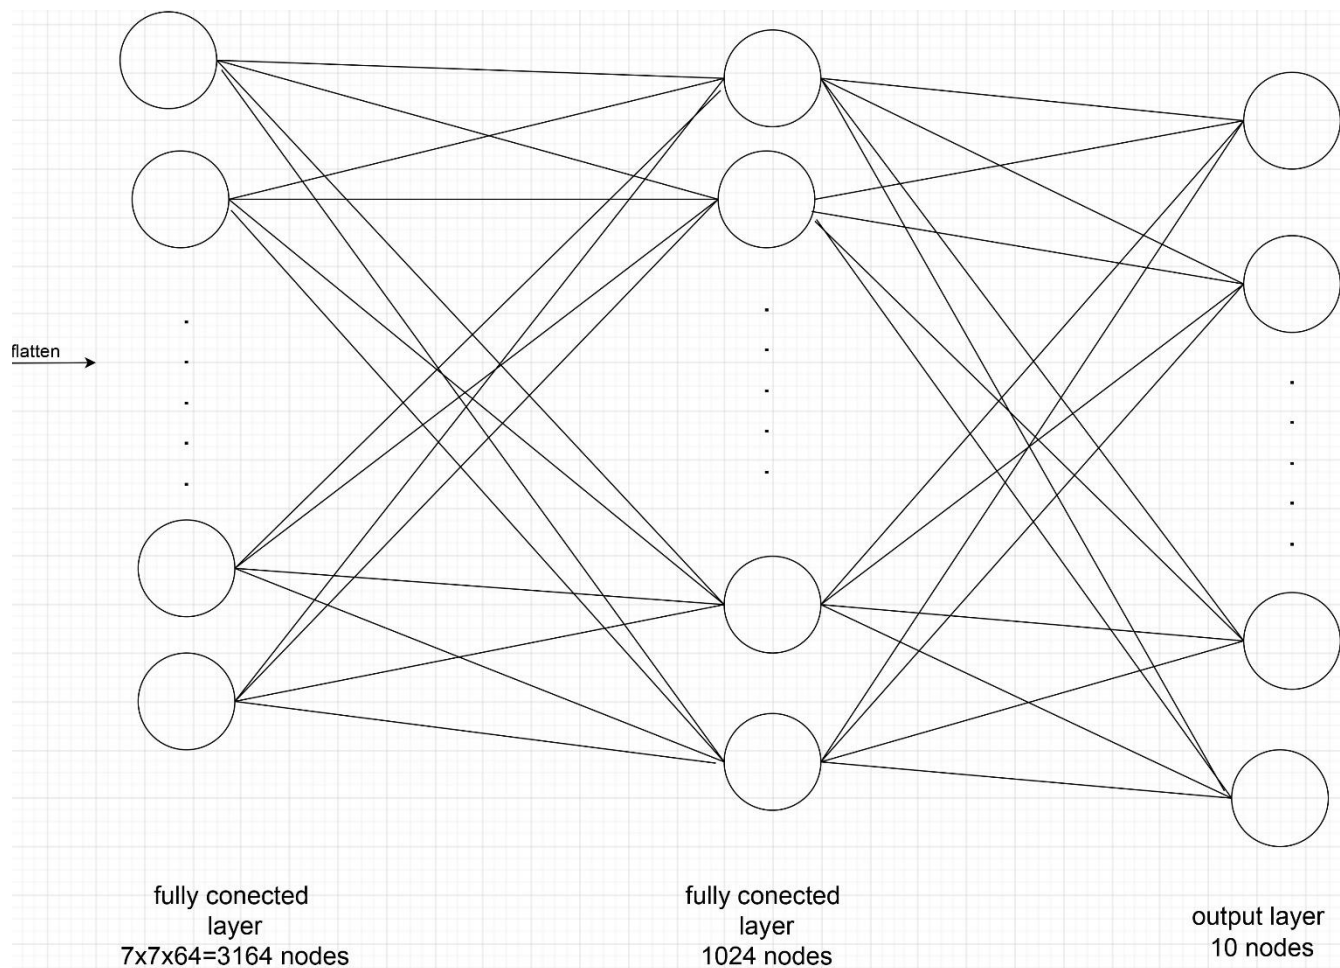 flatten
fully conected
layer
7x7x64=3164 nodes
fully conected
layer
1024 nodes
output layer
10 nodes